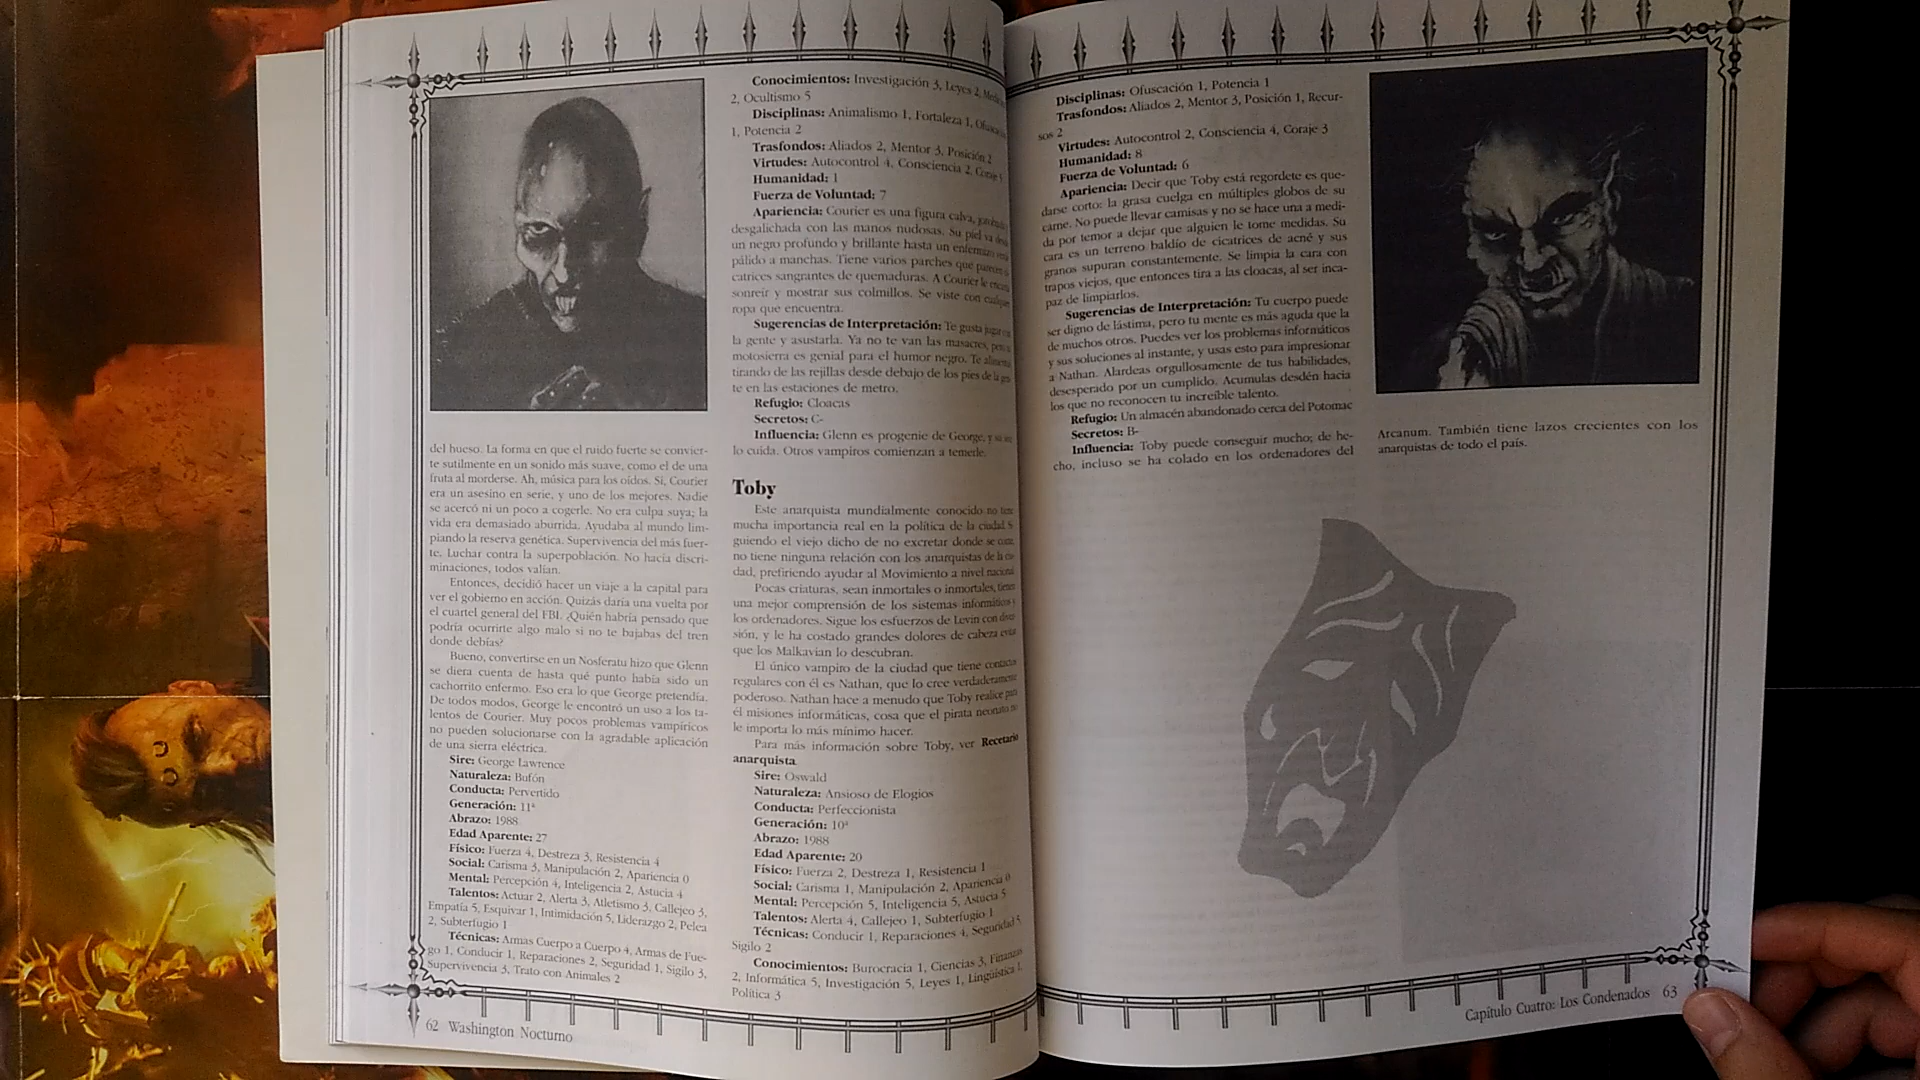 del hueso. La forma en que el ruido fuerte se convier-
te sutilmente en un sonido más suave, como el de una
fruta al morderse. Ah, música para los oídos. Sí, Courier
era un asesino en serie, y uno de los mejores. Nadie
se acercó ni un poco a cogerle. No era culpa suya; la
vida era demasiado aburrida. Ayudaba al mundo lim-
piando la reserva genética. Supervivencia del más fuer-
te. Luchar contra la superpoblación. No hacía discri-
minaciones, todos valían.
Entonces, decidió hacer un viaje a la capital para
ver el gobierno en acción. Quizás daría una vuelta por
el cuartel general del FBI. ¿Quién habría pensado que
podría ocurrirte algo malo si no te bajabas del tren
donde debías?
Bueno, convertirse en un Nosferatu hizo que Glenn
se diera cuenta de hasta qué punto había sido un
cachorrito enfermo. Eso era lo que George pretendía.
De todos modos, George le encontró un uso a los ta-
lentos de Courier. Muy pocos problemas vampíricos
no pueden solucionarse con la agradable aplicación
de una sierra eléctrica.
Sire: George Lawrence
Naturaleza: Bufón
Conducta: Pervertido
Generación: 11ª
Abrazo: 1988
Edad Aparente: 27
Físico: Fuerza 4, Destreza 3, Resistencia 4
Social: Carisma 3, Manipulación 2, Apariencia 0
Mental: Percepción 4, Inteligencia 2, Astucia 4
Talentos: Actuar 2, Alerta 3, Atletismo 3, Callejeo 3,
Empatía 5, Esquivar 1, Intimidación 5, Liderazgo 2, Pelea
2, Subterfugio 1
Técnicas: Armas Cuerpo a Cuerpo 4, Armas de Fue-
go 1, Conducir 1, Reparaciones 2, Seguridad 1, Sigilo 3,
Supervivencia 3, Trato con Animales 2
Conocimientos: Investigación 3, Leyes 2,
2, Ocultismo 5
Disciplinas: Animalismo 1, Fortaleza 1,
1, Potencia 2
Trasfondos: Aliados 2, Mentor 3, Posición 2
Virtudes: Autocontrol 4, Consciencia 2, Coraje
Humanidad: 1
Fuerza de Voluntad: 7
Apariencia: Courier es una figura calva,
desgalichada con las manos nudosas. Su piel va desde
un negro profundo y brillante hasta un enfermizo
pálido a manchas. Tiene varios parches que parecen
catrices sangrantes de quemaduras. A Courier le encanta
sonreír y mostrar sus colmillos. Se viste con cualquier
ropa que encuentra.
Sugerencias de Interpretación: Te gusta jugar con
la gente y asustarla. Ya no te van las masacres, pero
motosierra es genial para el humor negro. Te alimentas
tirando de las rejillas desde debajo de los pies de la gen-
te en las estaciones de metro.
Refugio: Cloacas
Secretos: C-
Influencia: Glenn es progenie de George, y
lo cuida. Otros vampiros comienzan a temerle.
Toby
Este anarquista mundialmente conocido no tiene
mucha importancia real en la política de la ciudad. Si-
guiendo el viejo dicho de no excretar donde se come,
no tiene ninguna relación con los anarquistas de la ciu-
dad, prefiriendo ayudar al Movimiento a nivel nacional.
Pocas criaturas, sean inmortales o inmortales, tienen
una mejor comprensión de los sistemas informáticos y
los ordenadores. Sigue los esfuerzos de Levin con diver-
sión, y le ha costado grandes dolores de cabeza evitar
que los Malkavian lo descubran.
El único vampiro de la ciudad que tiene contactos
regulares con él es Nathan, que lo cree verdaderamente
poderoso. Nathan hace a menudo que Toby realice para
él misiones informáticas, cosa que el pirata neonato no
le importa lo más mínimo hacer.
Para más información sobre Toby, ver Recetario
anarquista
Sire: Oswald
Naturaleza: Ansioso de Elogios
Conducta: Perfeccionista
Generación: 10ª
Abrazo: 1988
Edad Aparente: 20
Físico: Fuerza 2, Destreza 1, Resistencia 1
Social: Carisma 1, Manipulación 2, Apariencia 0
Mental: Percepción 5, Inteligencia 5, Astucia 5
Talentos: Alerta 4, Callejeo 1, Subterfugio 1
Técnicas: Conducir 1, Reparaciones 4, Seguridad 5,
Sigilo 2
Conocimientos: Burocracia 1, Ciencias 3, Finanzas
2, Informática 5, Investigación 5, Leyes 1, Lingüística 1,
Política 3
62 Washington Nocturno
Disciplinas: Ofuscación 1, Potencia 1
Trasfondos: Aliados 2, Mentor 3, Posición 1, Recur-
sos 2
Virtudes: Autocontrol 2, Consciencia 4, Coraje 3
Humanidad: 8
Fuerza de Voluntad: 6
Apariencia: Decir que Toby está regordete es que-
darse corto: la grasa cuelga en múltiples globos de su
carne. No puede llevar camisas y no se hace una a medi-
da por temor a dejar que alguien le tome medidas. Su
cara es un terreno baldío de cicatrices de acné y sus
granos supuran constantemente. Se limpia la cara con
trapos viejos, que entonces tira a las cloacas, al ser inca-
paz de limpiarlos.
Sugerencias de Interpretación: Tu cuerpo puede
ser digno de lástima, pero tu mente es más aguda que la
de muchos otros. Puedes ver los problemas informáticos
y sus soluciones al instante, y usas esto para impresionar
a Nathan. Alardeas orgullosamente de tus habilidades,
desesperado por un cumplido. Acumulas desdén hacia
los que no reconocen tu increíble talento.
Refugio: Un almacén abandonado cerca del Potomac
Secretos: B-
Influencia: Toby puede conseguir mucho; de he-
cho, incluso se ha colado en los ordenadores del
Arcanum. También tiene lazos crecientes con los
anarquistas de todo el país.
Capítulo Cuatro: Los Condenados 63